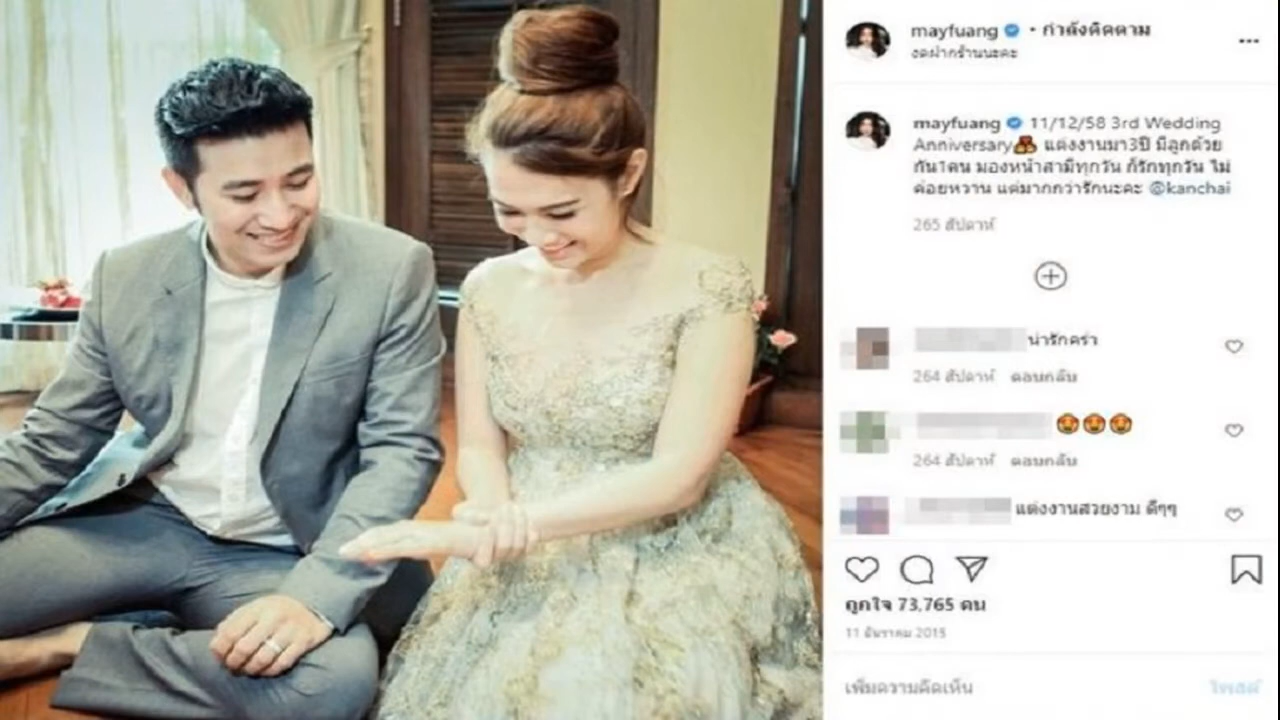 mayfuang • กำลังติดตาม
งดฝากร้านนะคะ
mayfuang 11/12/58 3rd Wedding
Anniversary แต่งงานมา3ปี มีลูกด้วย
กัน1คน มองหน้าสามีทุกวัน ก็รักทุกวัน ไม่
ค่อยหวาน แต่มากกว่ารักนะคะ @kanchai
265 สัปดาห์
น่ารักคร่า
264 สัปดาห์ ตอบกลับ
264 สัปดาห์ ตอบกลับ
แต่งงานสวยงาม ดีๆๆ
ถูกใจ 73,765 คน
11 ธันวาคม 2015
เพิ่มความคิดเห็น
โพสต์